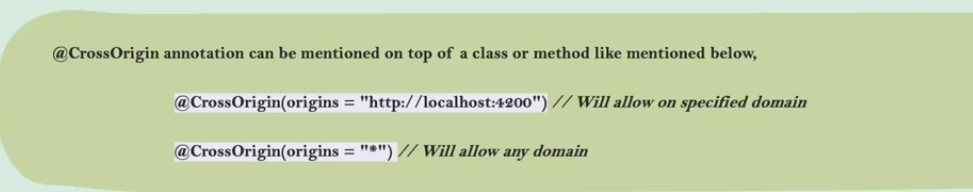 @CrossOrigin annotation can be mentioned on top of a class or method like mentioned below,
@CrossOrigin(origins = "http://localhost:4200") // Will allow on specified domain
@CrossOrigin(origins = "*") // Will allow any domain